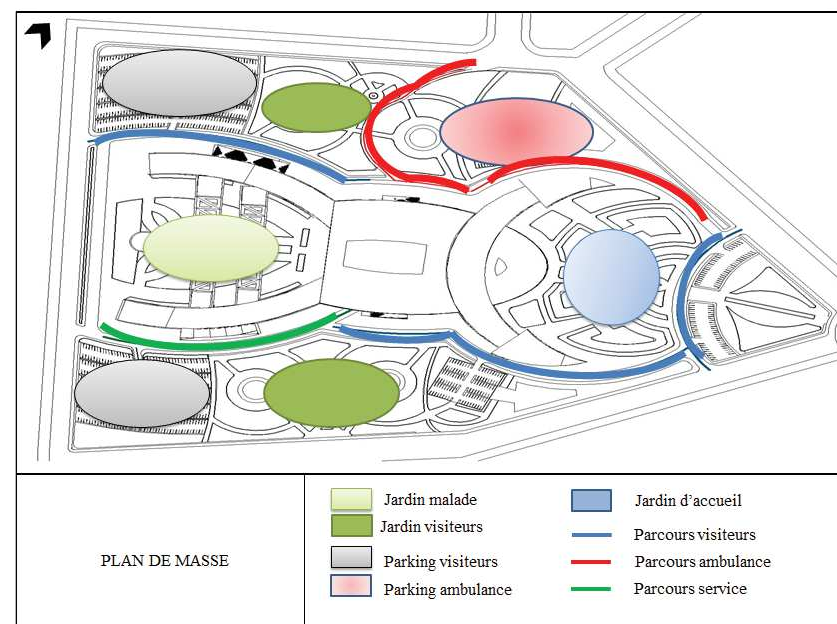 PLAN DE MASSE
Jardin malade
Jardin visiteurs
Parking visiteurs
Parking ambulance
Jardin d'accueil
Parcours visiteurs
Parcours ambulance
Parcours service